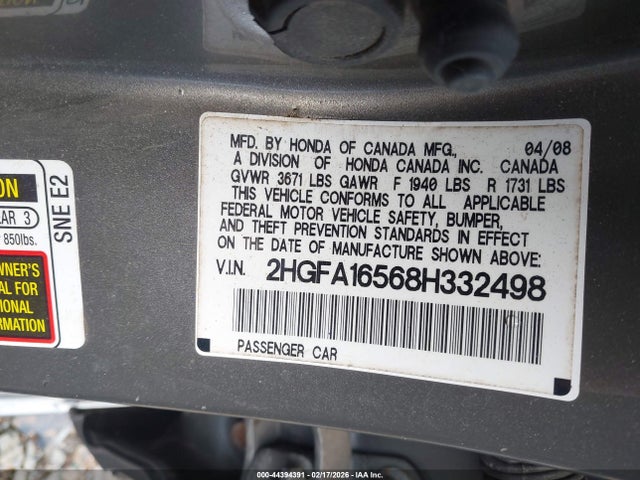 MFD. BY HONDA OF CANADA MFG., 04/08
A DIVISION OF HONDA CANADA INC. CANADA
GVWR 3671 LBS GAWR F 1940 LBS R 1731 LBS
THIS VEHICLE CONFORMS TO ALL APPLICABLE
FEDERAL MOTOR VEHICLE SAFETY, BUMPER,
AND THEFT PREVENTION STANDARDS IN EFFECT
ON THE DATE OF MANUFACTURE SHOWN ABOVE:
V.I.N. 2HGFA16568H332498
PASSENGER CAR
ON
AR 3
850lbs.
SNE E2
WNER'S
AL FOR
IONAL
RMATION
00-44394391 - 02/17/2026 - IAA Inc.